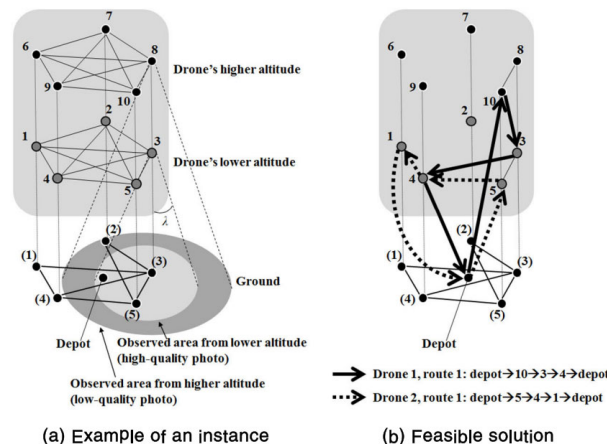 7
6
8
9
10
Drone's higher altitude
2
1
3
Drone's lower altitude
4
5
λ
(2)
(1)
(3)
Ground
(4)
(5)
Depot
Observed area from lower altitude
(high-quality photo)
Observed area from higher altitude
(low-quality photo)
(a) Example of an instance
7
6
8
9
10
2
1
3
4
5
(2)
(1)
(3)
(4)
(5)
Depot
Drone 1, route 1: depot→10→3→4→depot
Drone 2, route 1: depot→5→4→1→depot
(b) Feasible solution